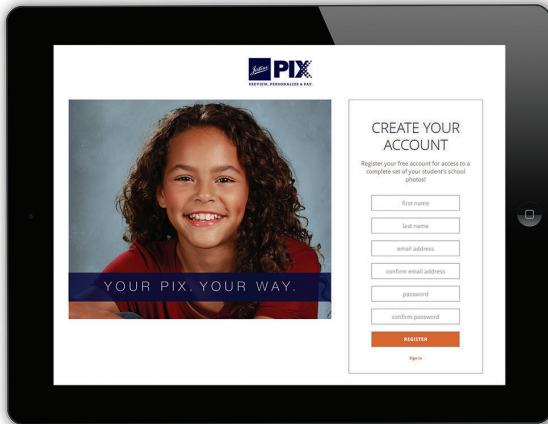 Jostens PIX
PREVIEW, PERSONALIZE & PAY.
YOUR PIX. YOUR WAY.
CREATE YOUR
ACCOUNT
Register your free account for access to a
complete set of your student's school
photos!
first name
last name
email address
confirm email address
password
confirm password
REGISTER
Sign In